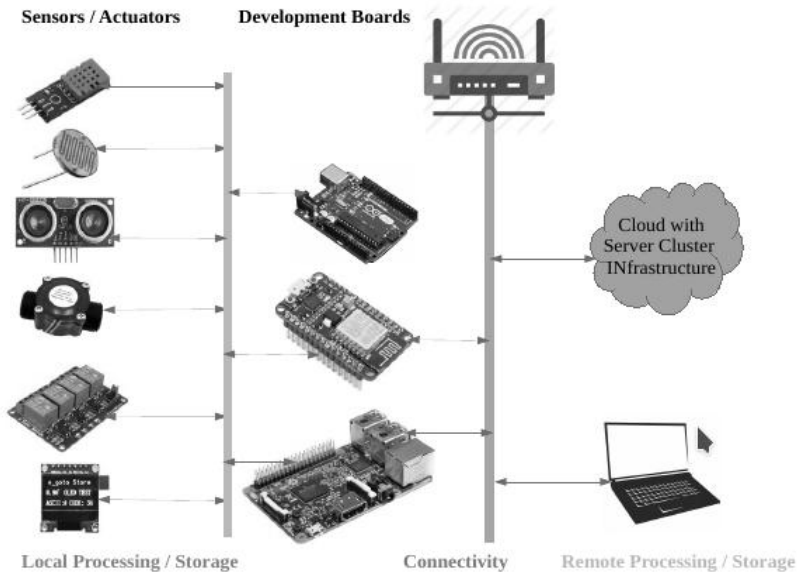 Sensors / Actuators
Development Boards
Cloud with
Server Cluster
INfrastructure
Local Processing / Storage
Connectivity
Remote Processing / Storage